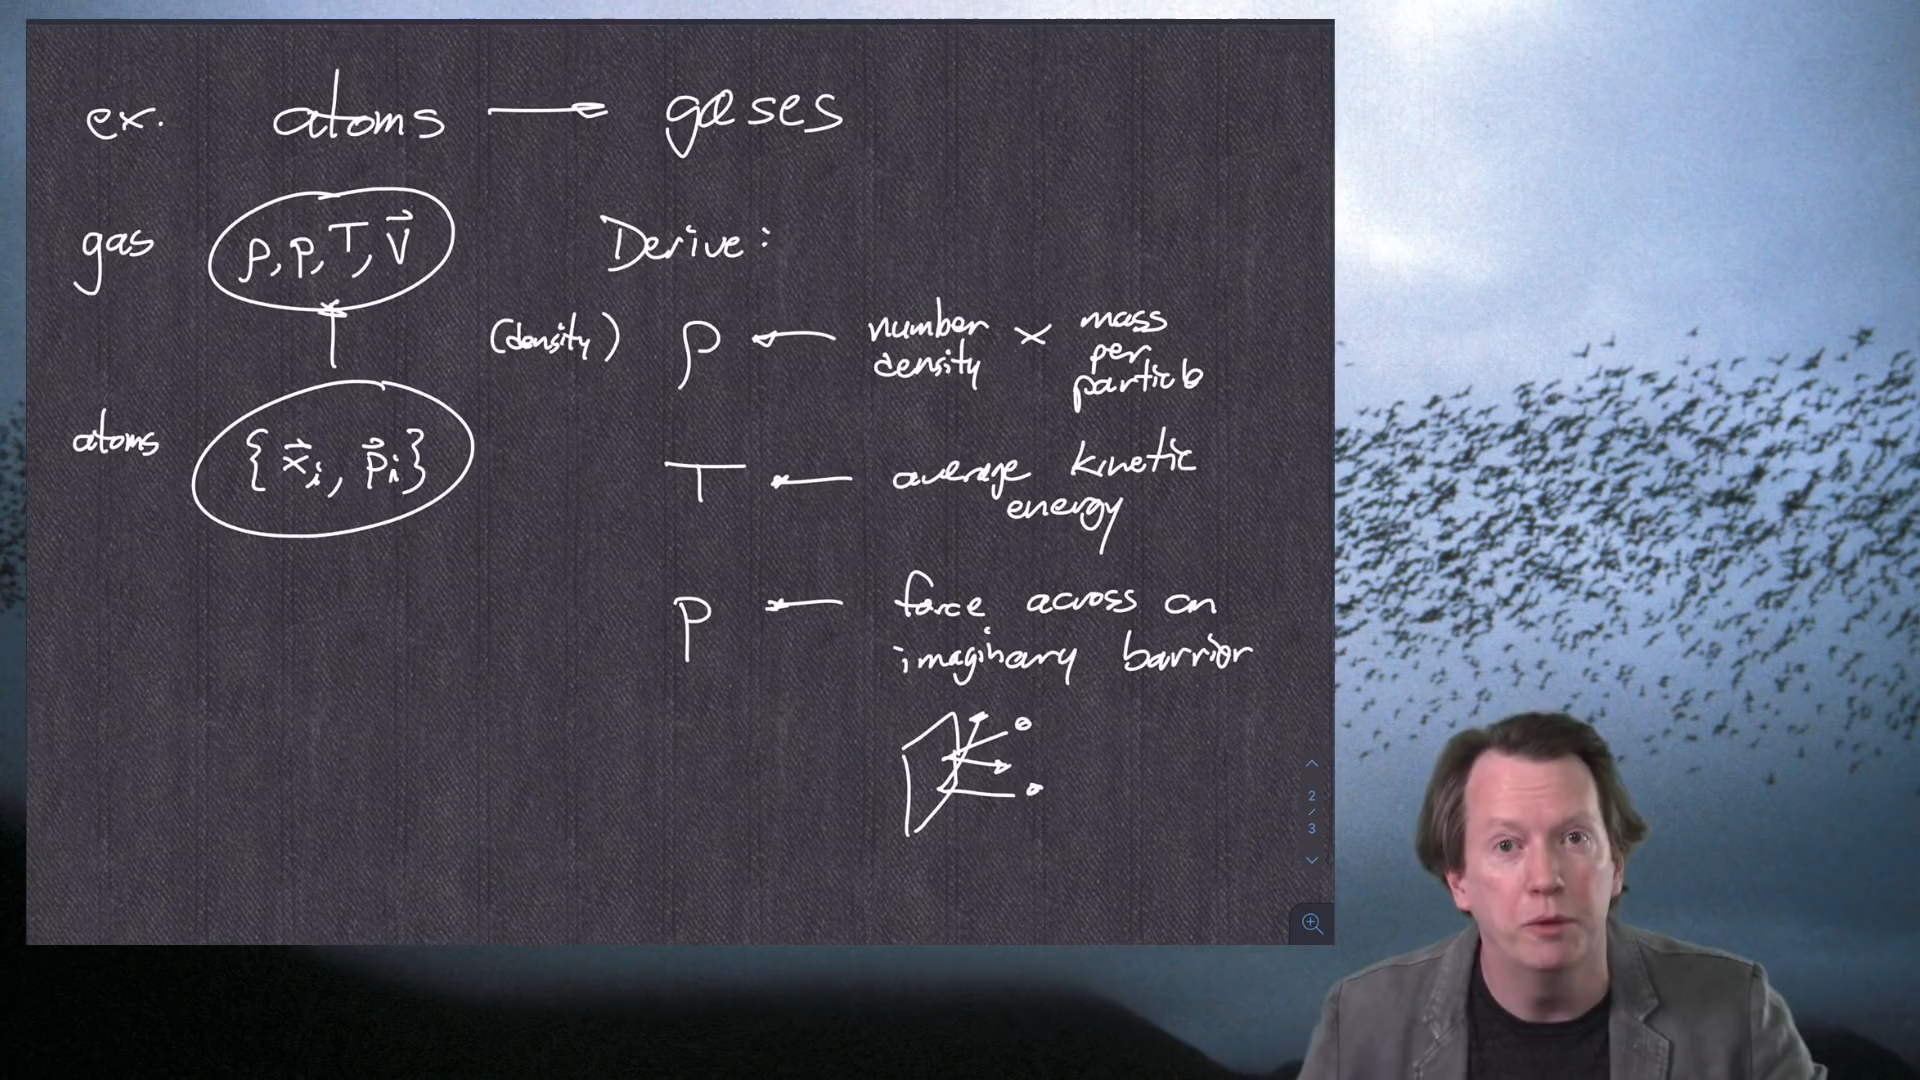 ex. atoms → gases
gas ρ, p, T, v⃗
Derive:
(density) ρ ← number density × mass per particle
atoms { x⃗ᵢ, p⃗ᵢ }
T ← average kinetic energy
p ← force across an
imaginary barrier
2
/
3